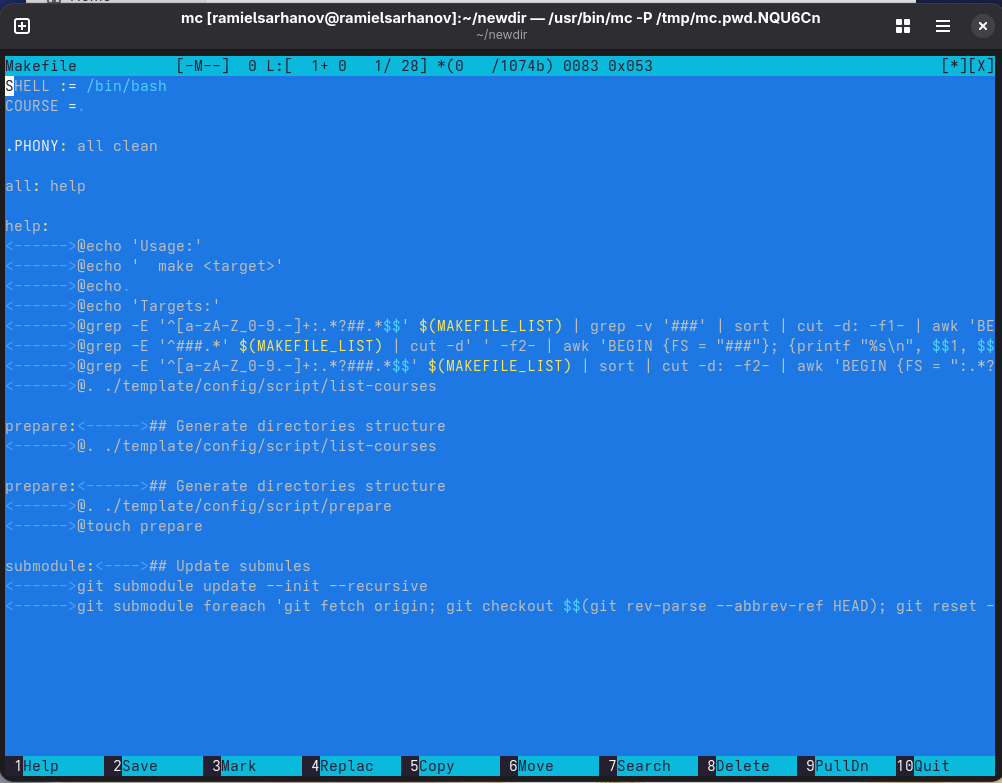 mc [ramielsarhanov@ramielsarhanov]:~/newdir — /usr/bin/mc -P /tmp/mc.pwd.NQU6Cn
~/newdir
Makefile           [-M--]  0 L:[  1+ 0   1/ 28] *(0   /1074b) 0083 0x053                                [*][X]
SHELL := /bin/bash
COURSE =.
.PHONY: all clean
all: help
help:
<------>@echo 'Usage:'
<------>@echo '  make <target>'
<------>@echo.
<------>@echo 'Targets:'
<------>@grep -E '^[a-zA-Z_0-9.-]+:.*?##.*$$' $(MAKEFILE_LIST) | grep -v '###' | sort | cut -d: -f1- | awk 'BE
<------>@grep -E '^###.*' $(MAKEFILE_LIST) | cut -d' ' -f2- | awk 'BEGIN {FS = "###"}; {printf "%s\n", $$1, $$
<------>@grep -E '^[a-zA-Z_0-9.-]+:.*?###.*$$' $(MAKEFILE_LIST) | sort | cut -d: -f2- | awk 'BEGIN {FS = ":.*?
<------>@. ./template/config/script/list-courses
prepare:<------>## Generate directories structure
<------>@. ./template/config/script/list-courses
prepare:<------>## Generate directories structure
<------>@. ./template/config/script/prepare
<------>@touch prepare
submodule:<---->## Update submules
<------>git submodule update --init --recursive
<------>git submodule foreach 'git fetch origin; git checkout $$(git rev-parse --abbrev-ref HEAD); git reset -
1Help 2Save 3Mark 4Replac 5Copy 6Move 7Search 8Delete 9PullDn 10Quit